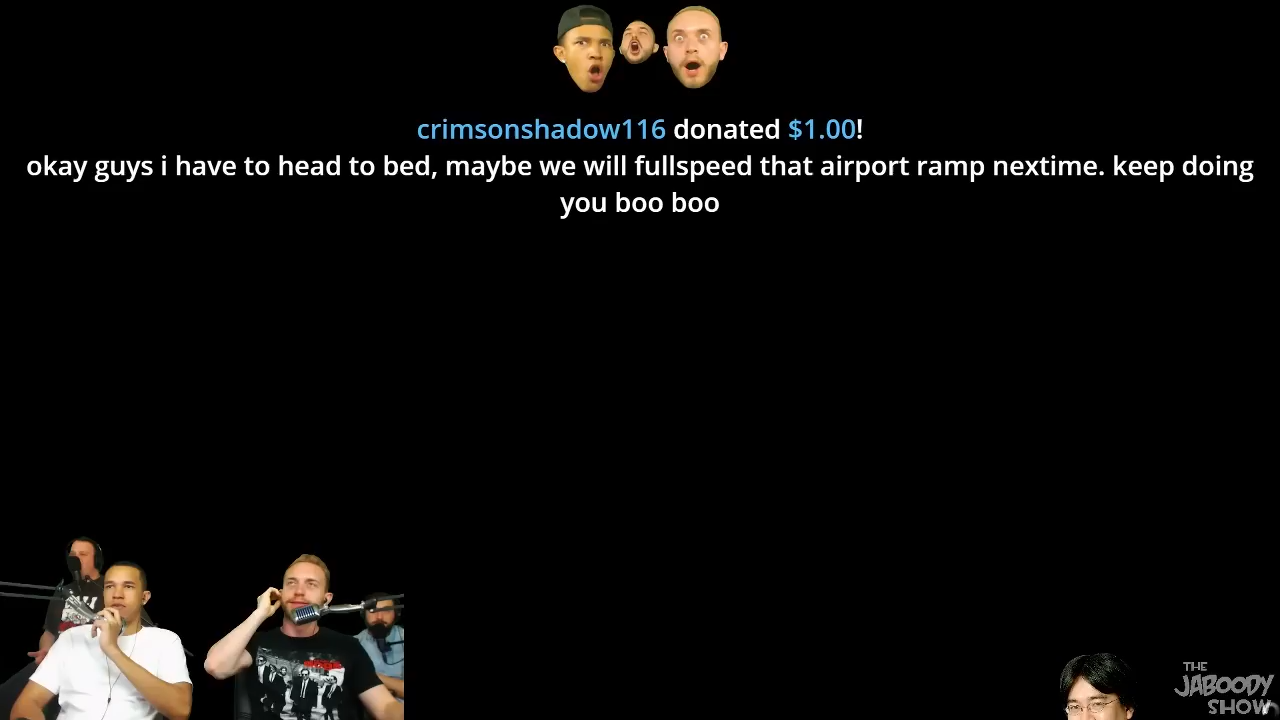 crimsonshadow116 donated $1.00!
okay guys i have to head to bed, maybe we will fullspeed that airport ramp nextime. keep doing
you boo boo
THE
JABOODY
SHOW